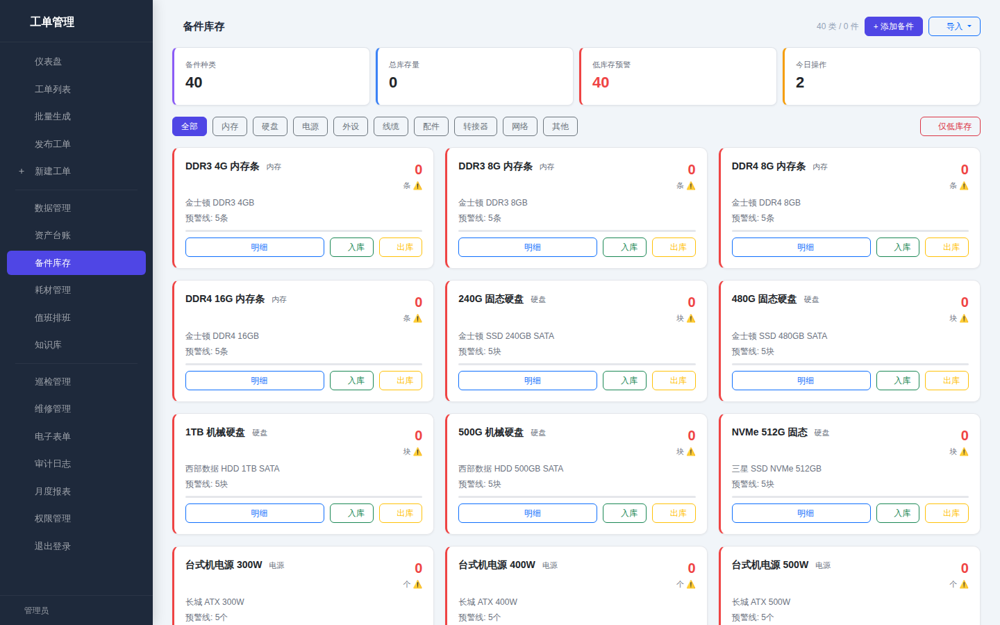 工单管理
仪表盘
工单列表
批量生成
发布工单
+ 新建工单
数据管理
资产台账
备件库存
耗材管理
值班排班
知识库
巡检管理
维修管理
电子表单
审计日志
月度报表
权限管理
退出登录
管理员
备件库存
40 类 / 0 件
+ 添加备件
导入
备件种类
40
总库存量
0
低库存预警
40
今日操作
2
全部 内存 硬盘 电源 外设 线缆 配件 转接器 网络 其他
仅低库存
DDR3 4G 内存条 内存
0
条 ⚠️
金士顿 DDR3 4GB
预警线: 5条
明细 入库 出库
DDR3 8G 内存条 内存
0
条 ⚠️
金士顿 DDR3 8GB
预警线: 5条
明细 入库 出库
DDR4 8G 内存条 内存
0
条 ⚠️
金士顿 DDR4 8GB
预警线: 5条
明细 入库 出库
DDR4 16G 内存条 内存
0
条 ⚠️
金士顿 DDR4 16GB
预警线: 5条
明细 入库 出库
240G 固态硬盘 硬盘
0
块 ⚠️
金士顿 SSD 240GB SATA
预警线: 5块
明细 入库 出库
480G 固态硬盘 硬盘
0
块 ⚠️
金士顿 SSD 480GB SATA
预警线: 5块
明细 入库 出库
1TB 机械硬盘 硬盘
0
块 ⚠️
西部数据 HDD 1TB SATA
预警线: 5块
明细 入库 出库
500G 机械硬盘 硬盘
0
块 ⚠️
西部数据 HDD 500GB SATA
预警线: 5块
明细 入库 出库
NVMe 512G 固态 硬盘
0
块 ⚠️
三星 SSD NVMe 512GB
预警线: 5块
明细 入库 出库
台式机电源 300W 电源
0
个 ⚠️
长城 ATX 300W
预警线: 5个
台式机电源 400W 电源
0
个 ⚠️
长城 ATX 400W
预警线: 5个
台式机电源 500W 电源
0
个 ⚠️
长城 ATX 500W
预警线: 5个